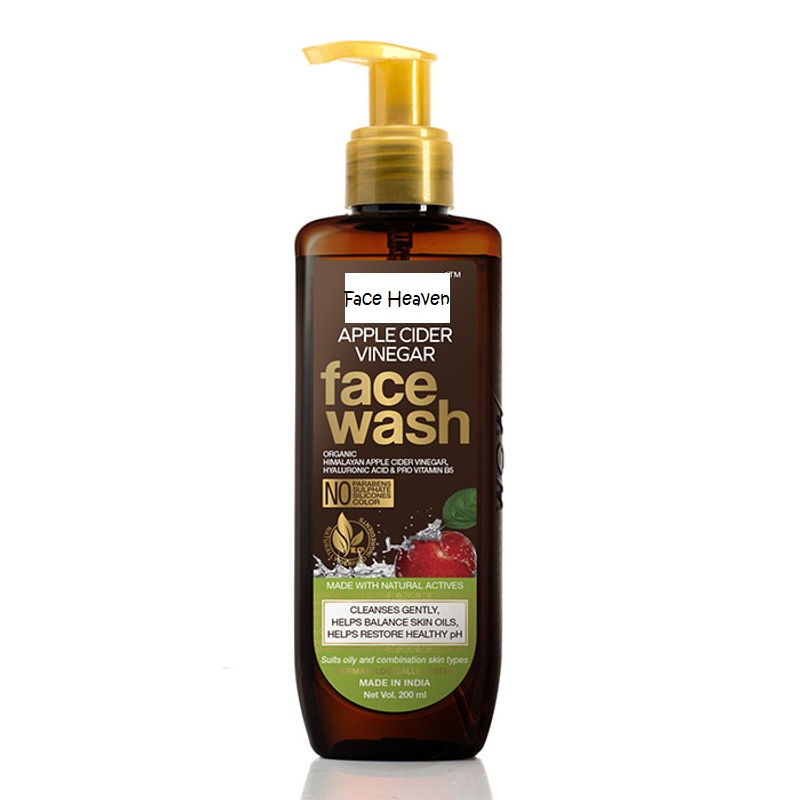 TM
Face Heaven
APPLE CIDER
VINEGAR
face
wash
ORGANIC
HIMALAYAN APPLE CIDER VINEGAR,
HYALURONIC ACID & PRO VITAMIN B5
NO PARABENS
SULPHATE
SILICONES
COLOR
MADE WITH NATURAL ACTIVES
CLEANSES GENTLY,
HELPS BALANCE SKIN OILS,
HELPS RESTORE HEALTHY pH
Suits oily and combination skin types
MADE IN INDIA
Net Vol. 200 ml
WOW